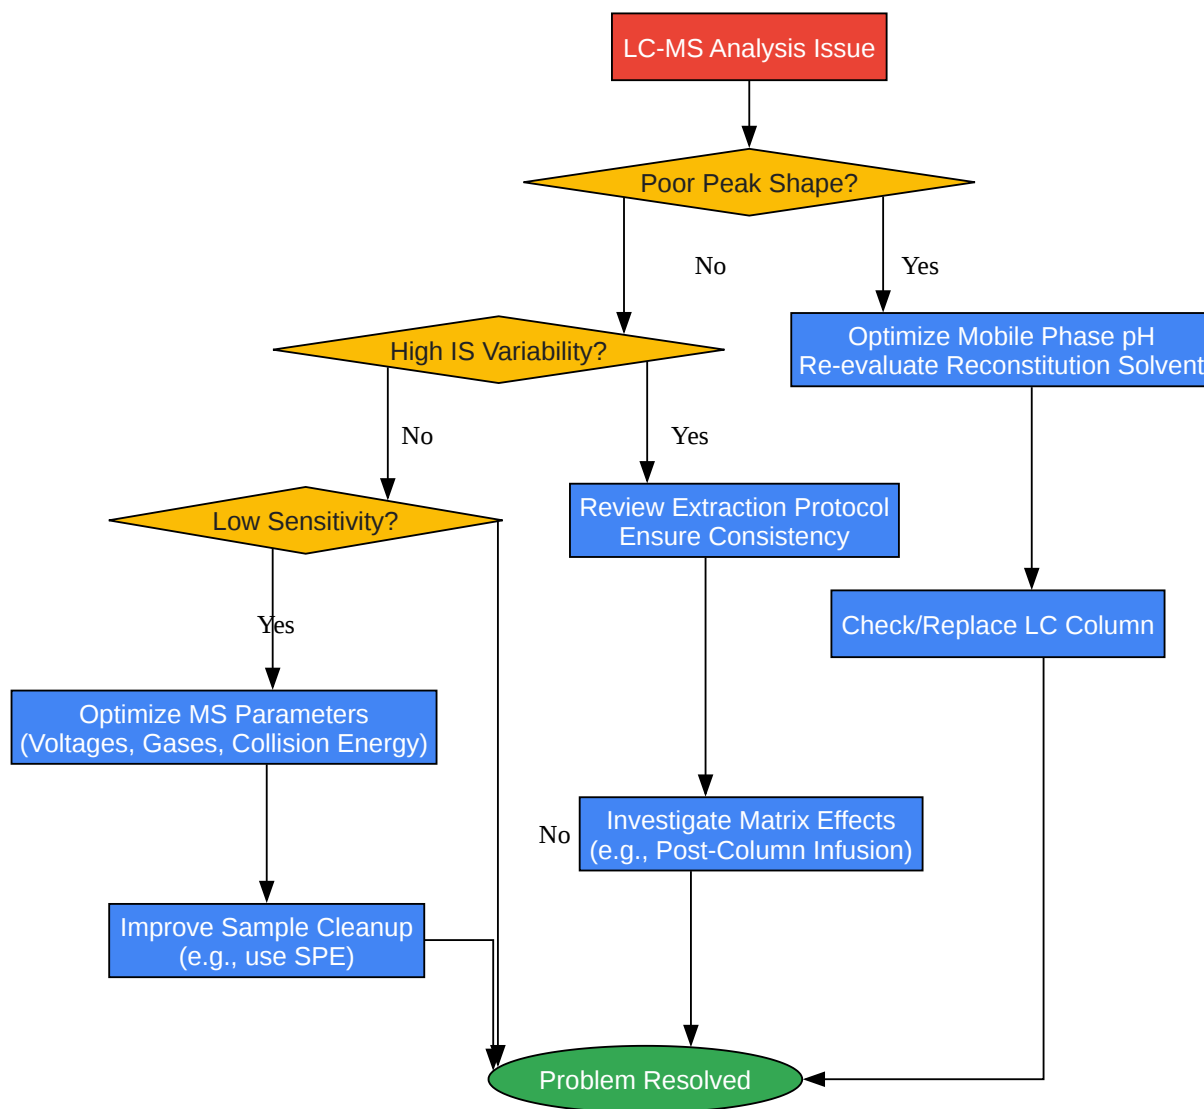 LC-MS Analysis Issue
Poor Peak Shape?
No
Yes
Optimize Mobile Phase pH
Re-evaluate Reconstitution Solvent
High IS Variability?
No
Yes
Low Sensitivity?
Review Extraction Protocol
Ensure Consistency
Check/Replace LC Column
Yes
Optimize MS Parameters
(Voltages, Gases, Collision Energy)
No
Investigate Matrix Effects
(e.g., Post-Column Infusion)
Improve Sample Cleanup
(e.g., use SPE)
Problem Resolved